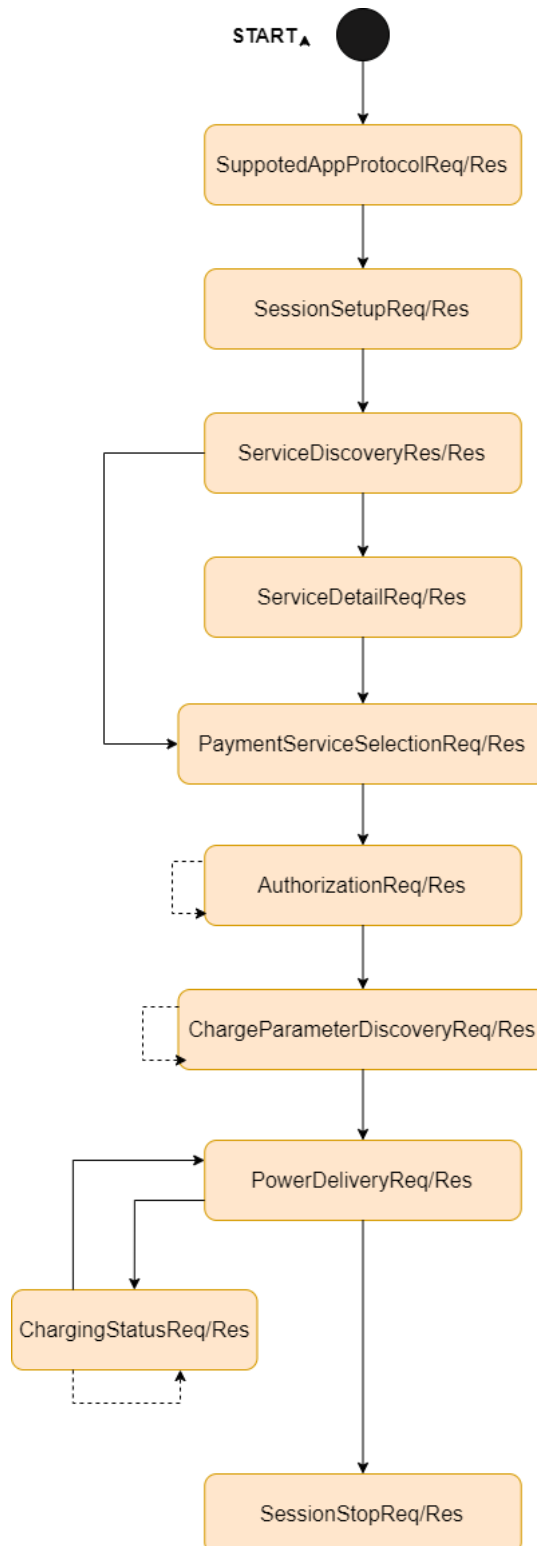 START
SuppotedAppProtocolReq/Res
SessionSetupReq/Res
ServiceDiscoveryRes/Res
ServiceDetailReq/Res
PaymentServiceSelectionReq/Res
AuthorizationReq/Res
ChargeParameterDiscoveryReq/Res
PowerDeliveryReq/Res
ChargingStatusReq/Res
SessionStopReq/Res